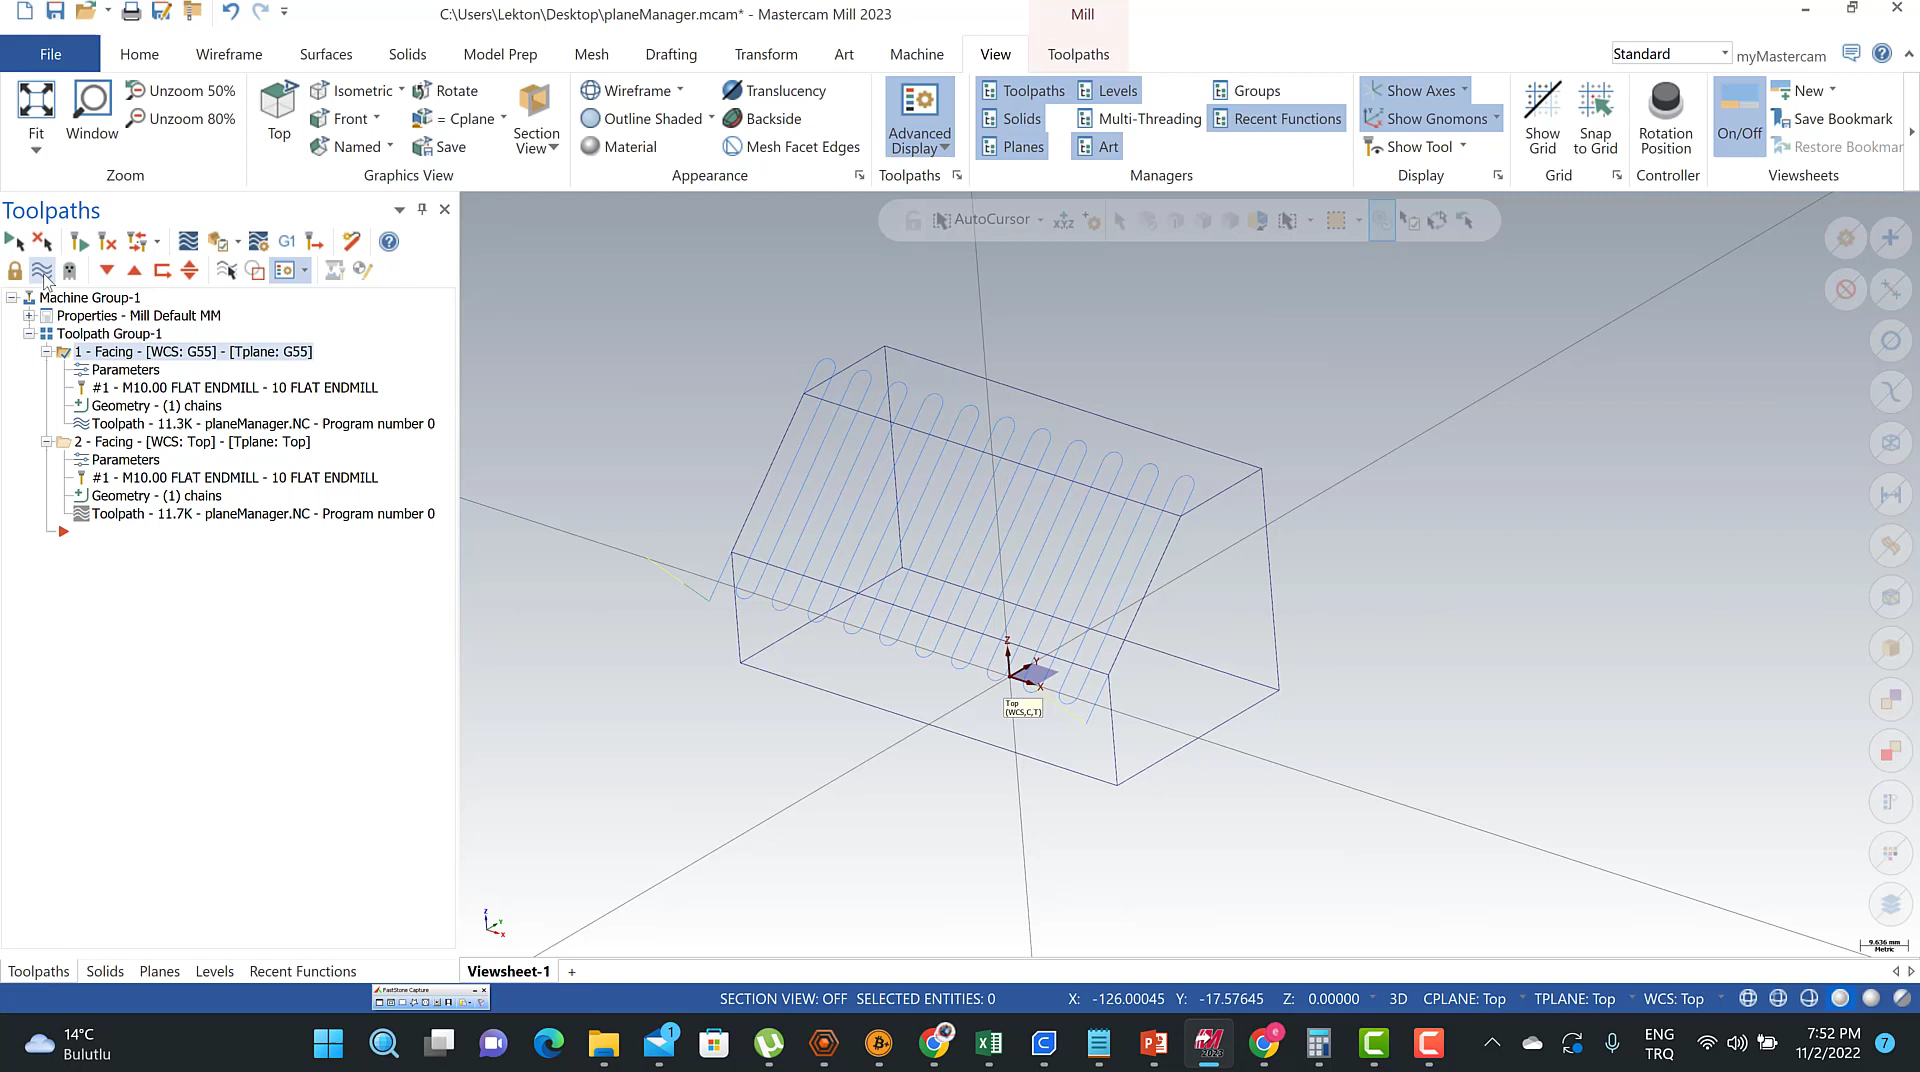 C:\Users\Lekton\Desktop\planeManager.mcam* - Mastercam Mill 2023
Mill
File
Home
Wireframe
Surfaces
Solids
Model Prep
Mesh
Drafting
Transform
Art
Machine
View
Toolpaths
Standard
myMastercam
Fit
Window
Unzoom 50%
Unzoom 80%
Zoom
Top
Isometric
Front
Named
Rotate
= Cplane
Save
Section
View
Graphics View
Wireframe
Outline Shaded
Material
Translucency
Backside
Mesh Facet Edges
Appearance
Advanced
Display
Toolpaths
Toolpaths
Solids
Planes
Levels
Multi-Threading
Art
Groups
Recent Functions
Managers
Show Axes
Show Gnomons
Show Tool
Display
Show
Grid
Snap
to Grid
Grid
Rotation
Position
Controller
On/Off
New
Save Bookmark
Restore Bookmar
Viewsheets
Toolpaths
G1
AutoCursor
Machine Group-1
Properties - Mill Default MM
Toolpath Group-1
1 - Facing - [WCS: G55] - [Tplane: G55]
Parameters
#1 - M10.00 FLAT ENDMILL - 10 FLAT ENDMILL
Geometry - (1) chains
Toolpath - 11.3K - planeManager.NC - Program number 0
2 - Facing - [WCS: Top] - [Tplane: Top]
Parameters
#1 - M10.00 FLAT ENDMILL - 10 FLAT ENDMILL
Geometry - (1) chains
Toolpath - 11.7K - planeManager.NC - Program number 0
Z
Y
X
Top
(WCS,C,T)
Z
Y
X
9.636 mm
Metric
Toolpaths
Solids
Planes
Levels
Recent Functions
Viewsheet-1
+
FastStone Capture
SECTION VIEW: OFF
SELECTED ENTITIES: 0
X: -126.00045
Y: -17.57645
Z: 0.00000
3D
CPLANE: Top
TPLANE: Top
WCS: Top
14°C
Bulutlu
1
2023
ENG
TRQ
7:52 PM
11/2/2022
7